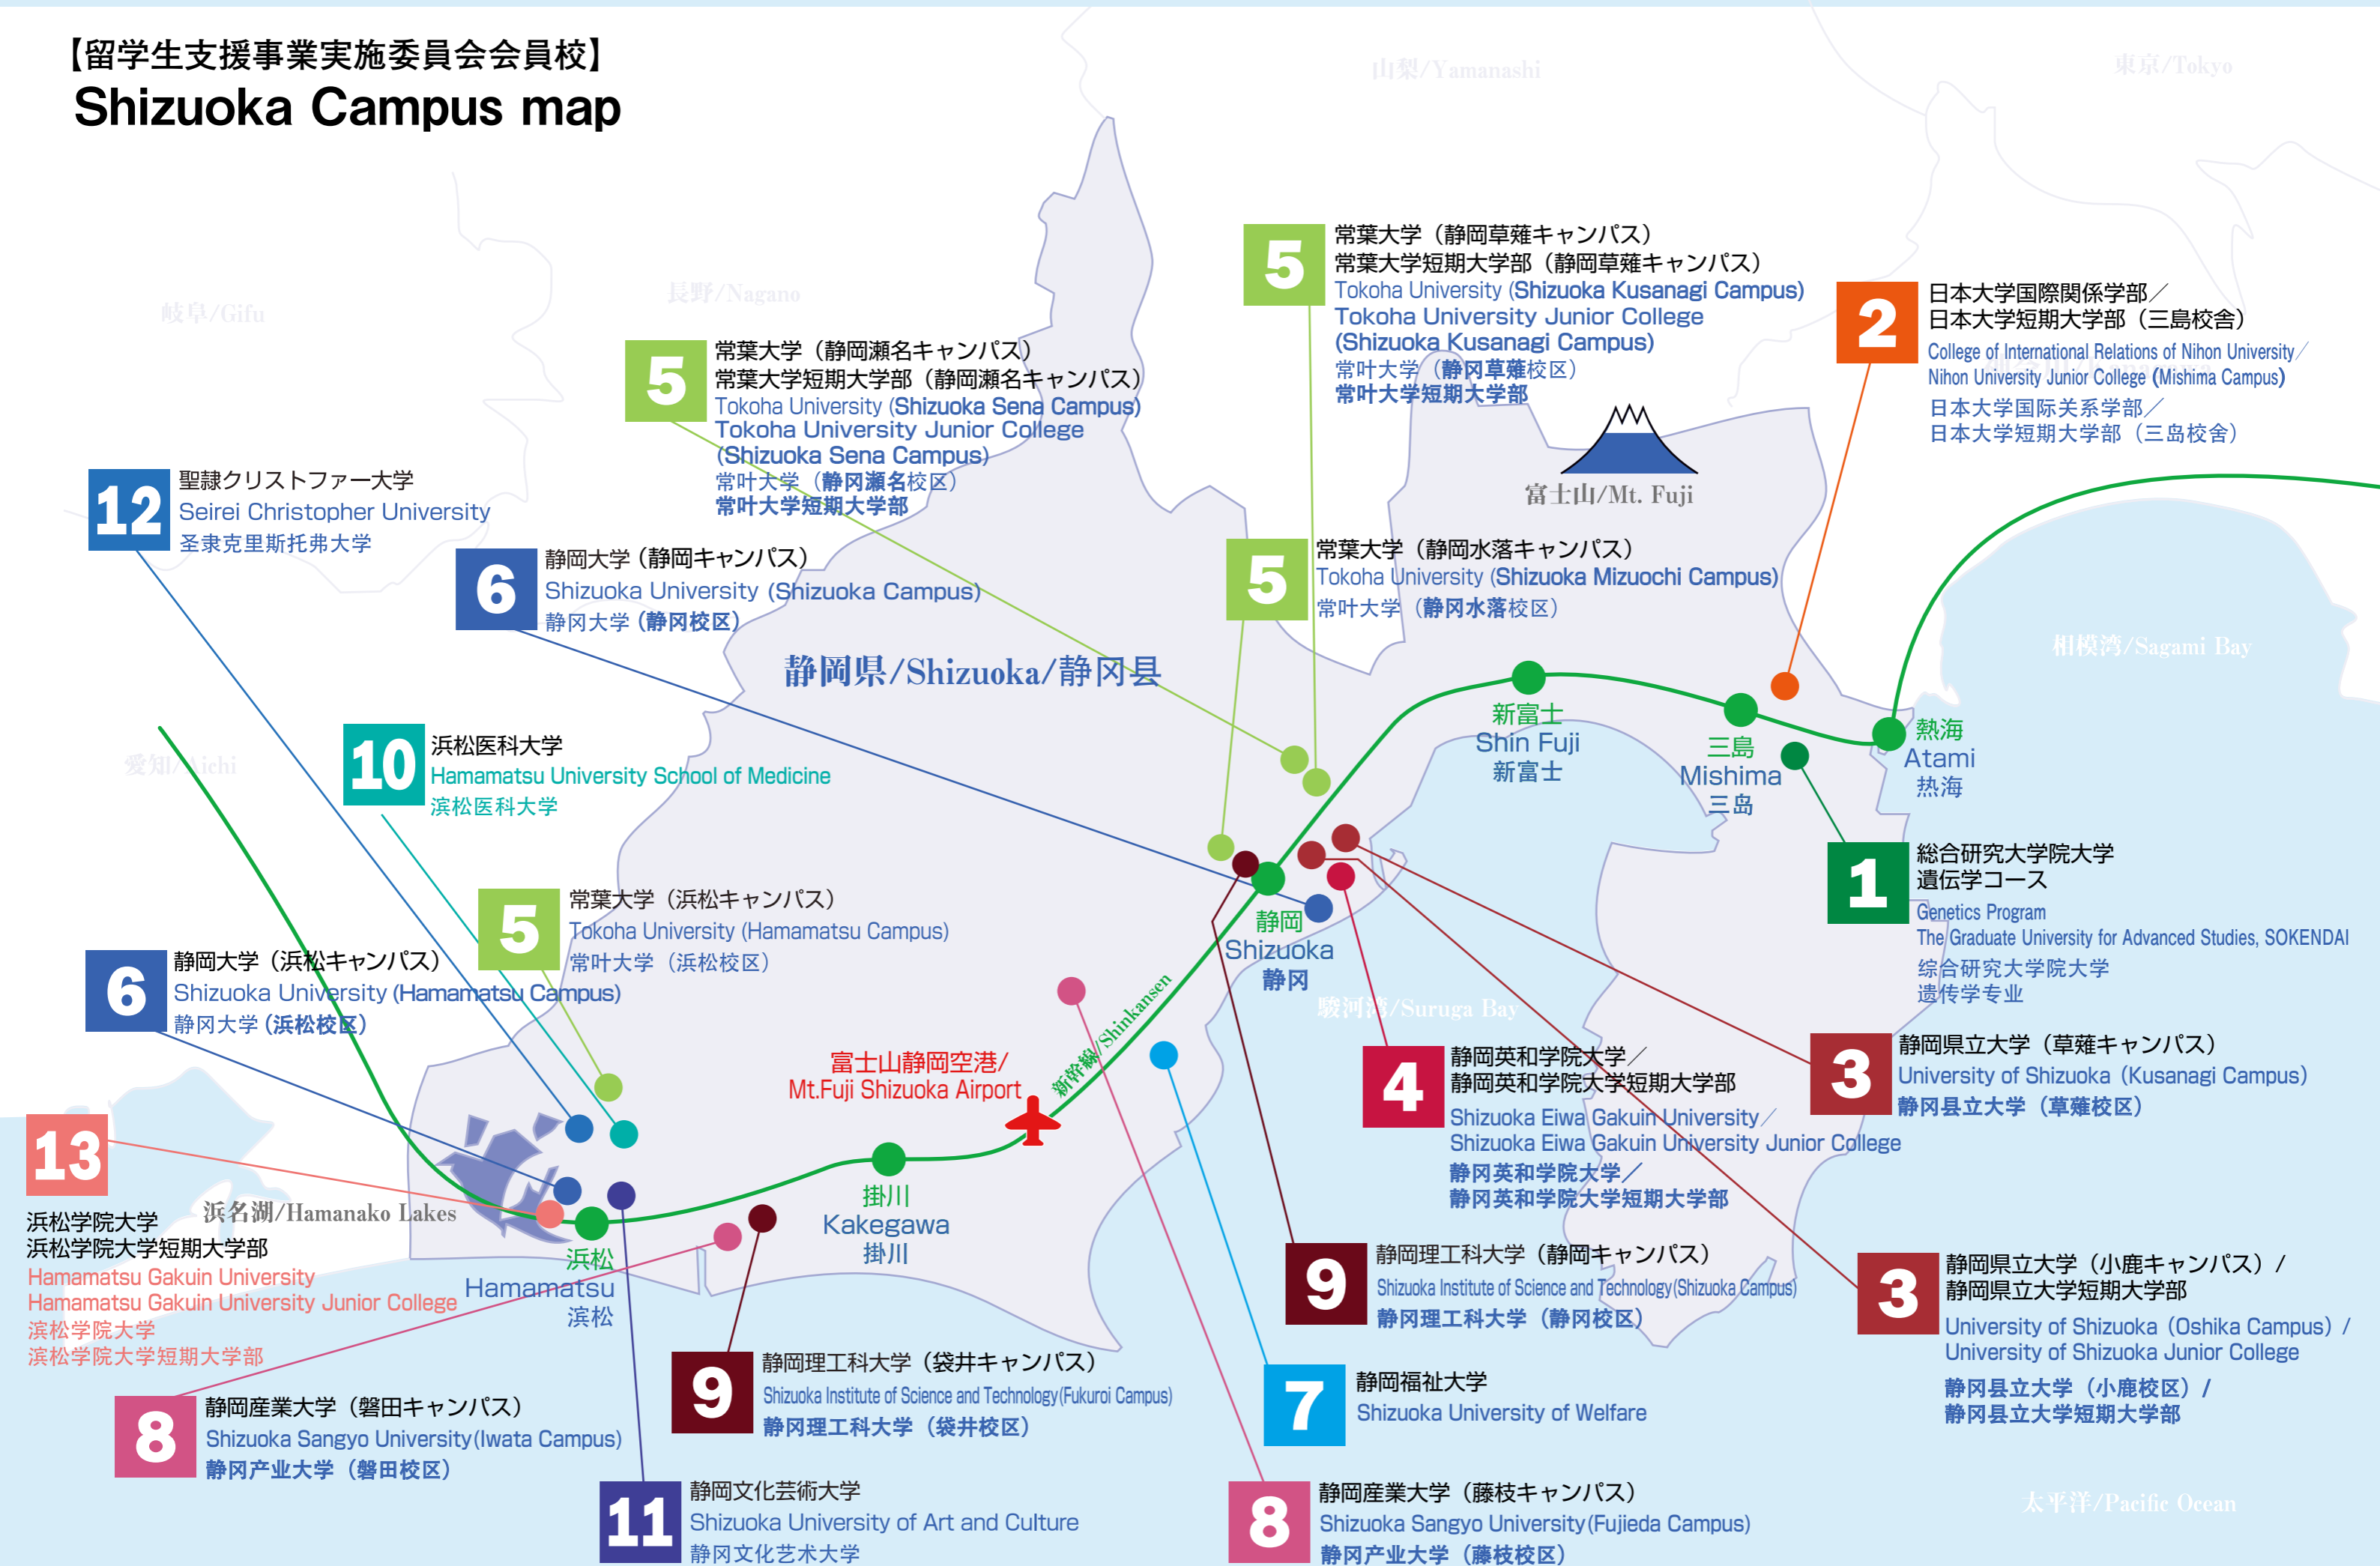 【留学生支援事業実施委員会会員校】
Shizuoka Campus map
山梨/Yamanashi
東京/Tokyo
岐阜/Gifu
長野/Nagano
愛知/Aichi
5
常葉大学（静岡草薙キャンパス）
常葉大学短期大学部（静岡草薙キャンパス）
Tokoha University (Shizuoka Kusanagi Campus)
Tokoha University Junior College
(Shizuoka Kusanagi Campus)
常叶大学（静冈草薙校区）
常叶大学短期大学部
2
日本大学国際関係学部／
日本大学短期大学部（三島校舎）
College of International Relations of Nihon University／
Nihon University Junior College (Mishima Campus)
日本大学国际关系学部／
日本大学短期大学部（三岛校舎）
5
常葉大学（静岡瀬名キャンパス）
常葉大学短期大学部（静岡瀬名キャンパス）
Tokoha University (Shizuoka Sena Campus)
Tokoha University Junior College
(Shizuoka Sena Campus)
常叶大学（静冈瀬名校区）
常叶大学短期大学部
富士山/Mt. Fuji
12
聖隷クリストファー大学
Seirei Christopher University
圣隶克里斯托弗大学
6
静岡大学（静岡キャンパス）
Shizuoka University (Shizuoka Campus)
静冈大学（静冈校区）
5
常葉大学（静岡水落キャンパス）
Tokoha University (Shizuoka Mizuochi Campus)
常叶大学（静冈水落校区）
静岡県/Shizuoka/静冈县
相模湾/Sagami Bay
10
浜松医科大学
Hamamatsu University School of Medicine
滨松医科大学
新富士
Shin Fuji
新富士
三島
Mishima
三岛
熱海
Atami
热海
1
総合研究大学院大学
遺伝学コース
Genetics Program
The Graduate University for Advanced Studies, SOKENDAI
综合研究大学院大学
遗传学专业
5
常葉大学（浜松キャンパス）
Tokoha University (Hamamatsu Campus)
常叶大学（浜松校区）
6
静岡大学（浜松キャンパス）
Shizuoka University (Hamamatsu Campus)
静冈大学（浜松校区）
静岡
Shizuoka
静冈
駿河湾/Suruga Bay
新幹線/Shinkansen
富士山静岡空港/
Mt.Fuji Shizuoka Airport
4
静岡英和学院大学／
静岡英和学院大学短期大学部
Shizuoka Eiwa Gakuin University／
Shizuoka Eiwa Gakuin University Junior College
静冈英和学院大学／
静冈英和学院大学短期大学部
3
静岡県立大学（草薙キャンパス）
University of Shizuoka（Kusanagi Campus）
静冈县立大学（草薙校区）
13
浜松学院大学
浜松学院大学短期大学部
Hamamatsu Gakuin University
Hamamatsu Gakuin University Junior College
滨松学院大学
滨松学院大学短期大学部
浜名湖/Hamanako Lakes
浜松
Hamamatsu
滨松
掛川
Kakegawa
掛川
9
静岡理工科大学（静岡キャンパス）
Shizuoka Institute of Science and Technology(Shizuoka Campus)
静冈理工科大学（静冈校区）
3
静岡県立大学（小鹿キャンパス）/
静岡県立大学短期大学部
University of Shizuoka（Oshika Campus）/
University of Shizuoka Junior College
静冈县立大学（小鹿校区）/
静冈县立大学短期大学部
9
静岡理工科大学（袋井キャンパス）
Shizuoka Institute of Science and Technology(Fukuroi Campus)
静冈理工科大学（袋井校区）
7
静岡福祉大学
Shizuoka University of Welfare
8
静岡産業大学（磐田キャンパス）
Shizuoka Sangyo University(Iwata Campus)
静冈产业大学（磐田校区）
11
静岡文化芸術大学
Shizuoka University of Art and Culture
静冈文化艺术大学
8
静岡産業大学（藤枝キャンパス）
Shizuoka Sangyo University(Fujieda Campus)
静冈产业大学（藤枝校区）
太平洋/Pacific Ocean